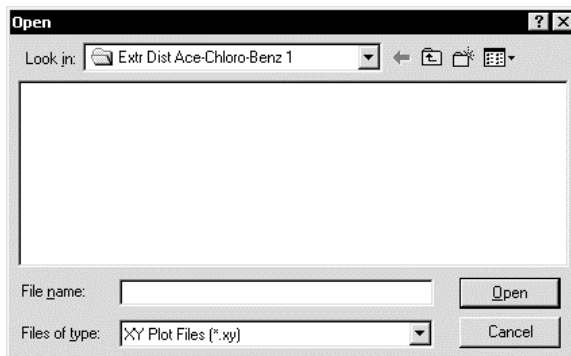 Open
Look in: Extr Dist Ace-Chloro-Benz 1
File name: Open
Files of type: XY Plot Files (*.xy) Cancel